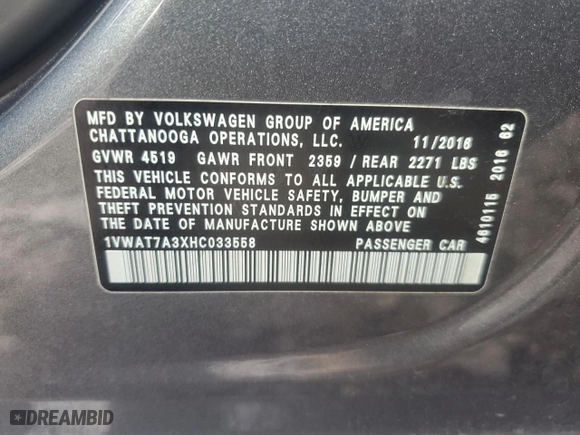 MFD BY VOLKSWAGEN GROUP OF AMERICA
CHATTANOOGA OPERATIONS, LLC. 11/2016
GVWR 4519 GAWR FRONT 2359 / REAR 2271 LBS
THIS VEHICLE CONFORMS TO ALL APPLICABLE U.S.
FEDERAL MOTOR VEHICLE SAFETY, BUMPER AND
THEFT PREVENTION STANDARDS IN EFFECT ON
THE DATE OF MANUFACTURE SHOWN ABOVE
1VWAT7A3XHC033558 PASSENGER CAR
4610115 2016 62
DREAMBID